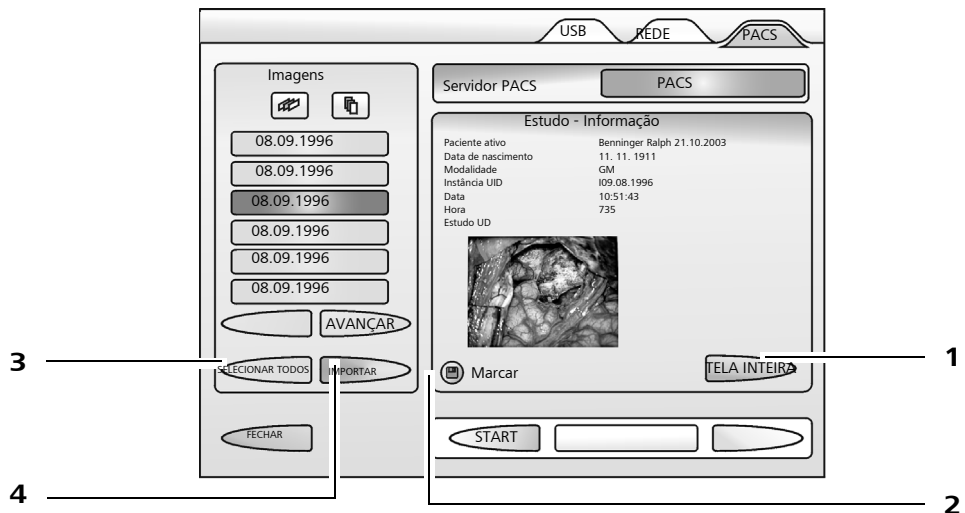 USB
REDE
PACS
Imagens
08.09.1996
08.09.1996
08.09.1996
08.09.1996
08.09.1996
08.09.1996
AVANÇAR
SELECIONAR TODOS
IMPORTAR
FECHAR
Servidor PACS
PACS
Estudo - Informação
Paciente ativo Benninger Ralph 21.10.2003
Data de nascimento 11. 11. 1911
Modalidade GM
Instância UID I09.08.1996
Data 10:51:43
Hora 735
Estudo UD
Marcar
TELA INTEIRA
START
3
4
1
2